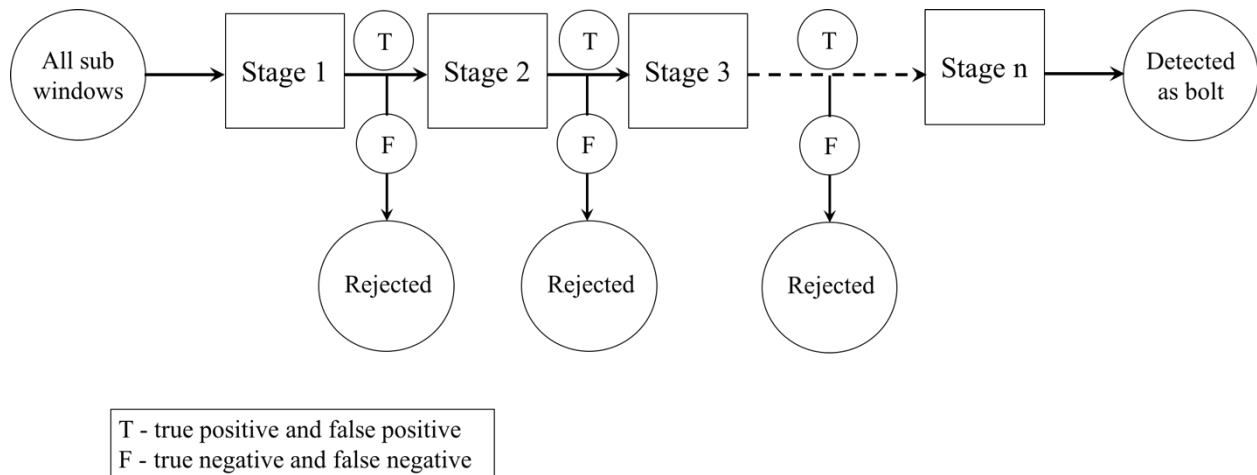 All sub
windows
Stage 1
T
Stage 2
T
Stage 3
T
Stage n
Detected
as bolt
F
F
F
Rejected
Rejected
Rejected
T - true positive and false positive
F - true negative and false negative